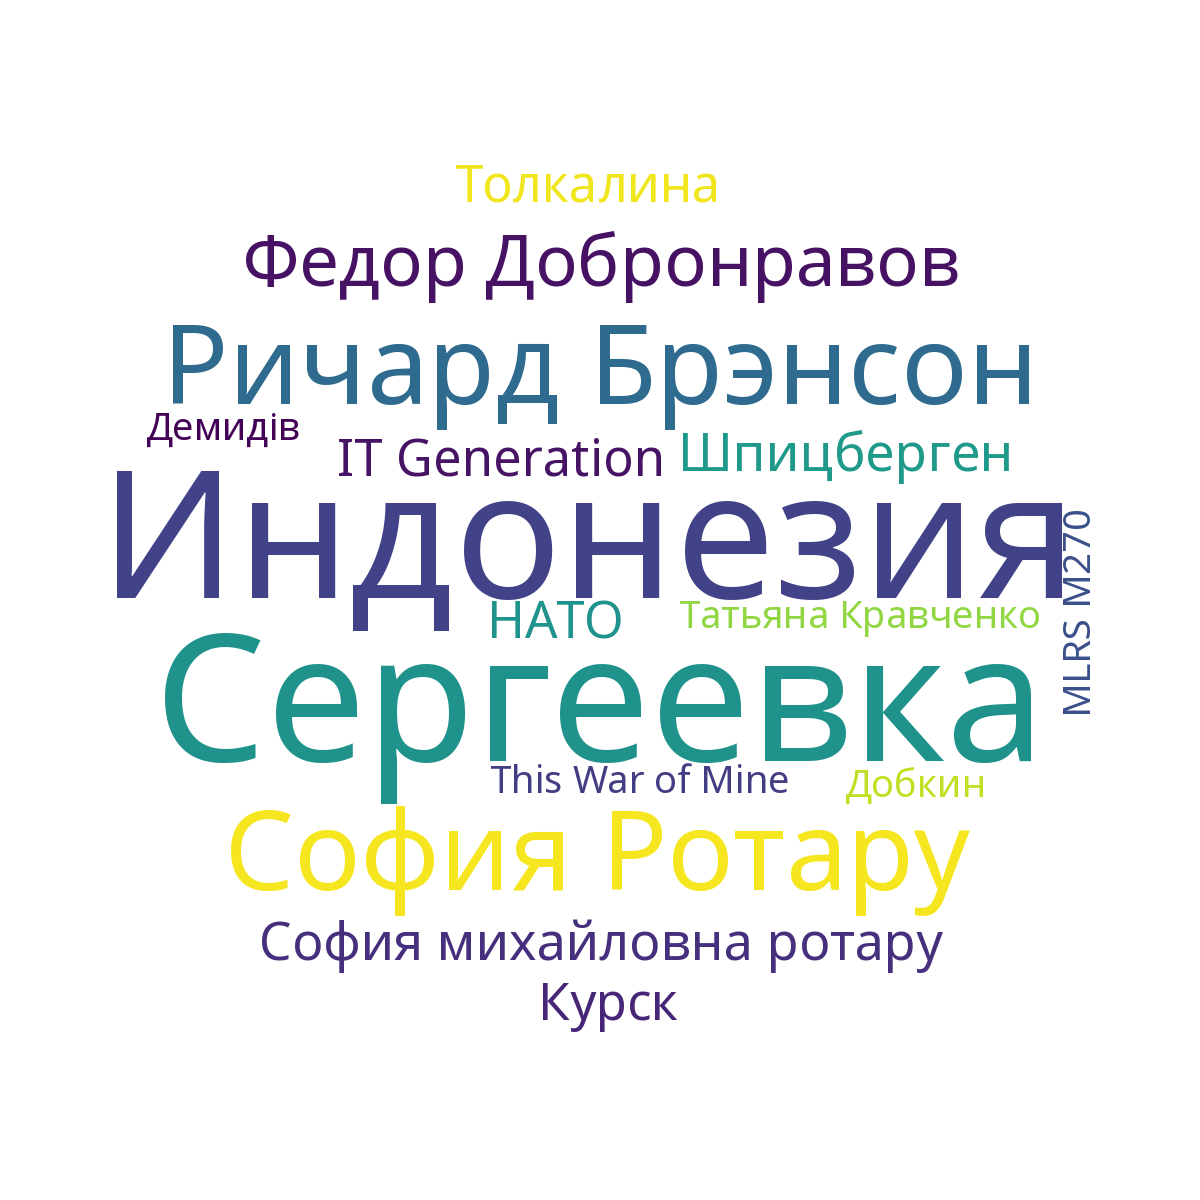 Толкалина
Федор Добронравов
Ричард Брэнсон
Демидів
IT Generation
Шпицберген
Индонезия
MLRS M270
НАТО
Татьяна Кравченко
Сергеевка
This War of Mine
Добкин
София Ротару
София михайловна ротару
Курск